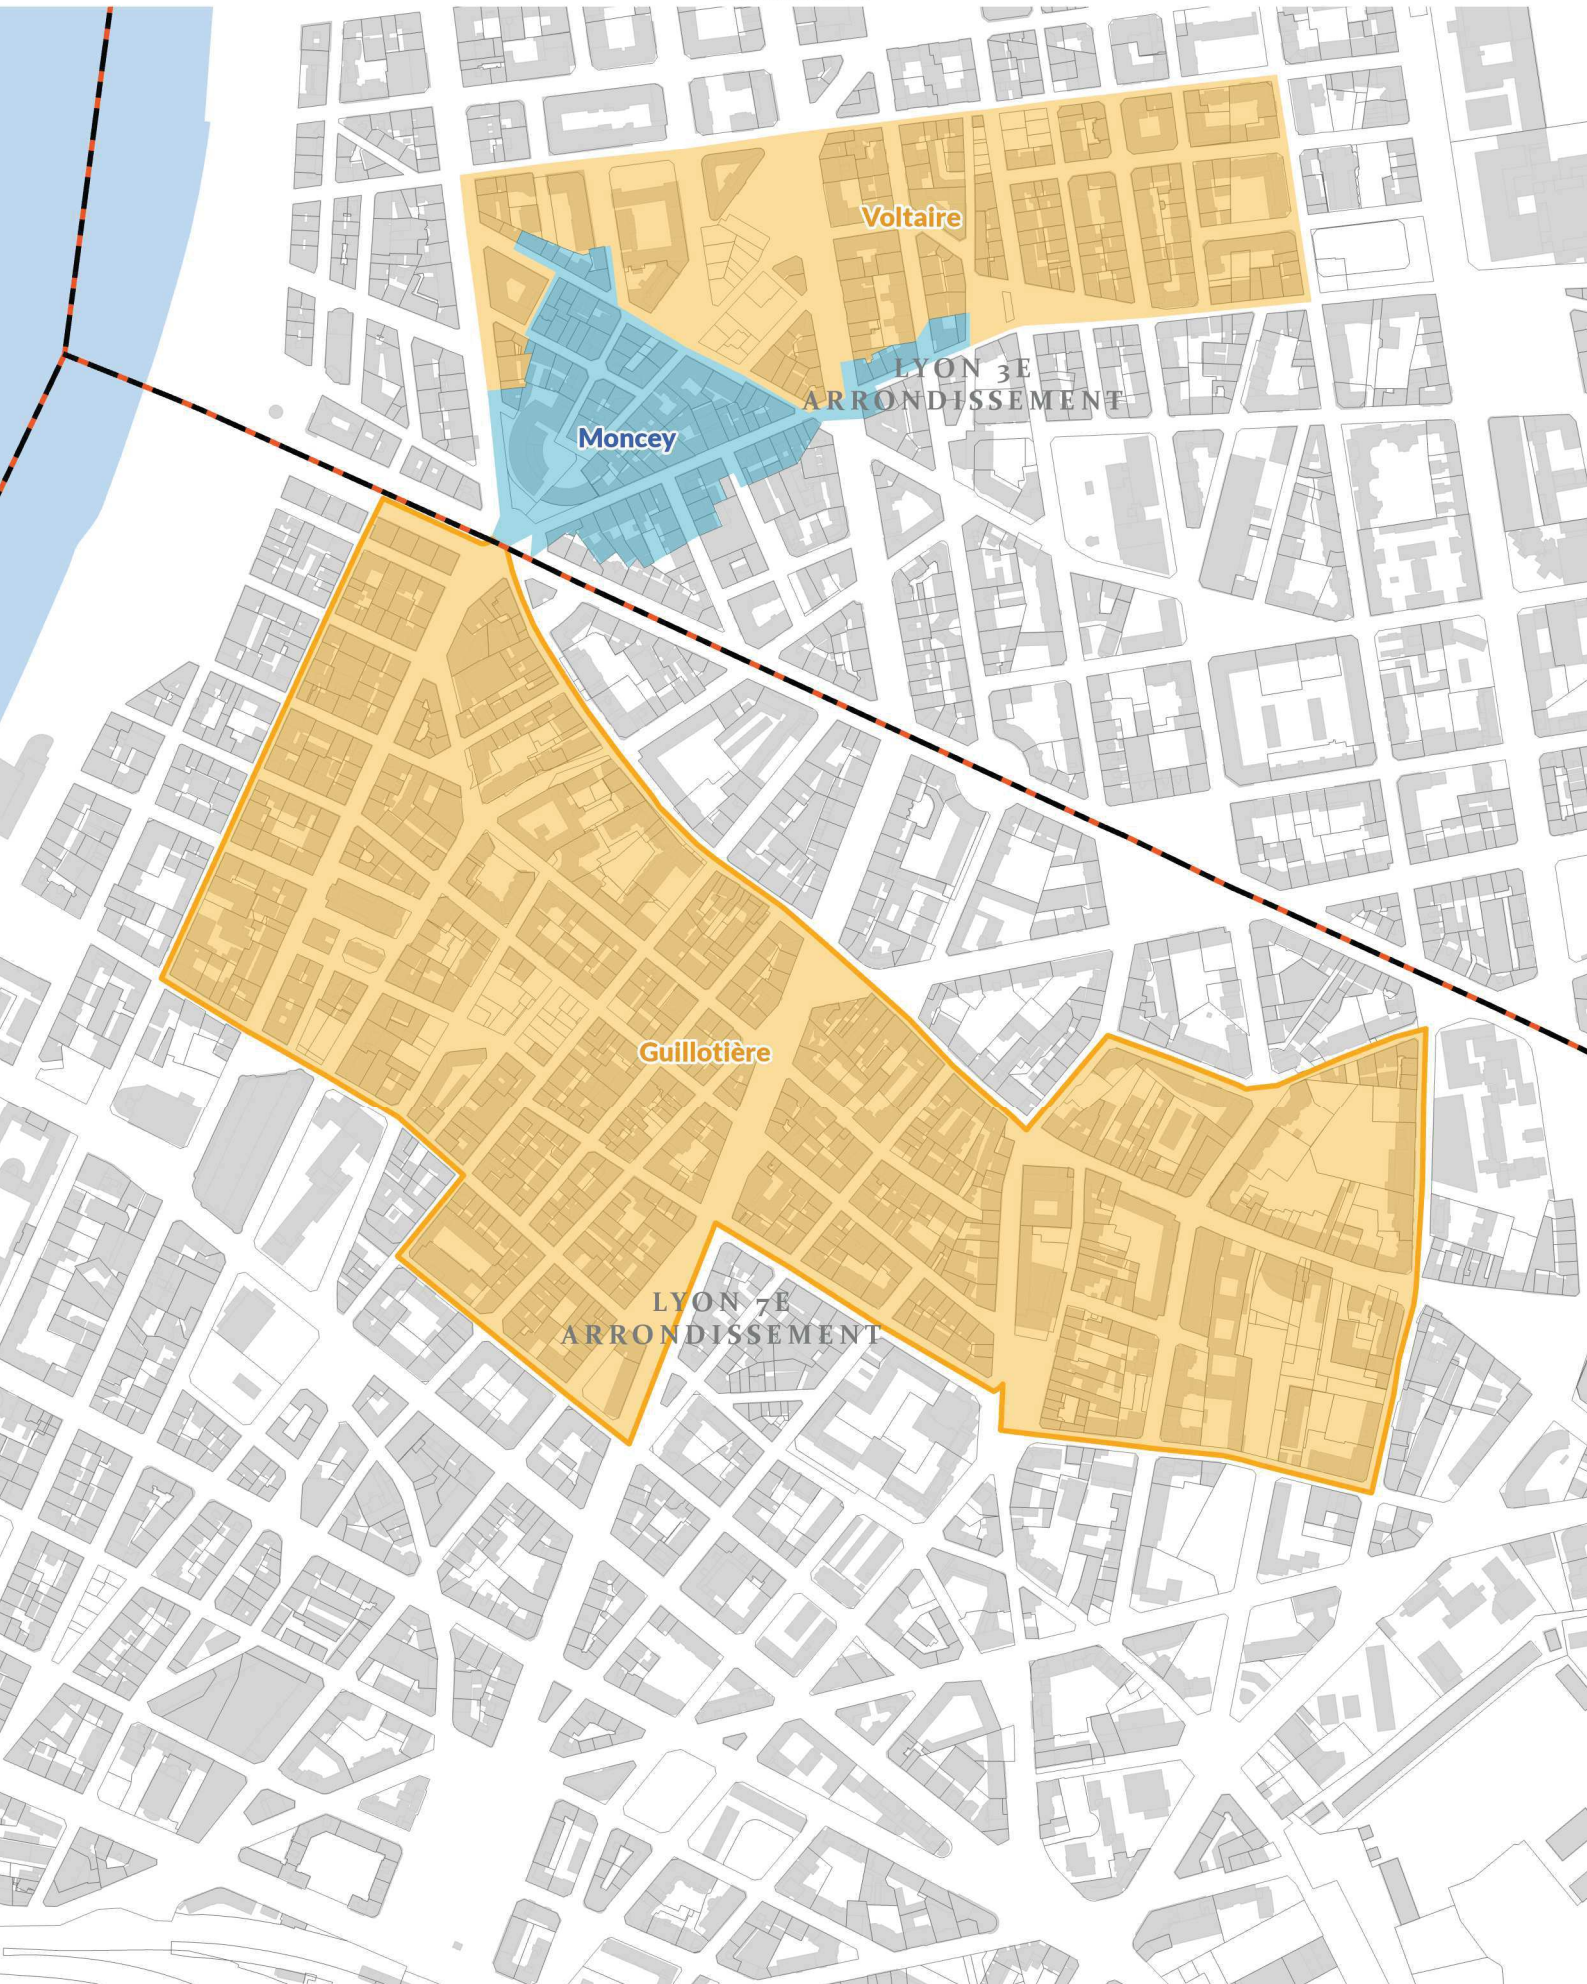 Voltaire
LYON 3E
ARRONDISSEMENT
Moncey
Guillotière
LYON 7E
ARRONDISSEMENT